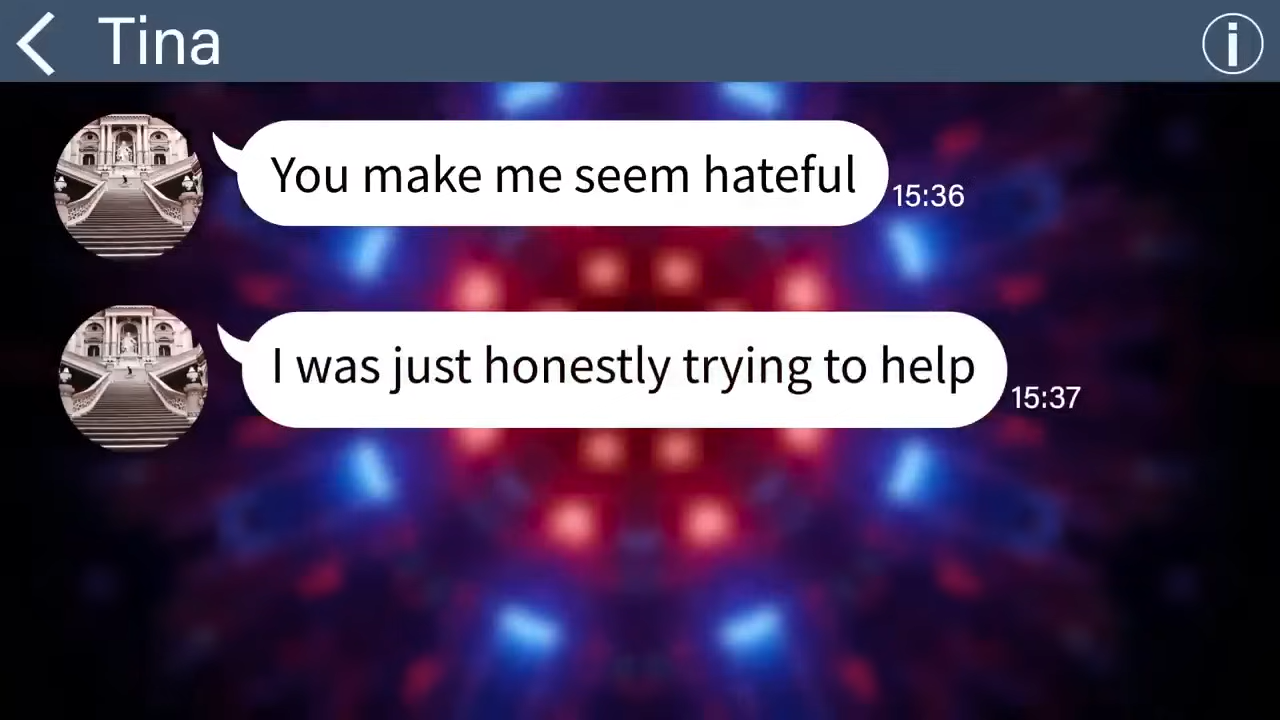 Tina
You make me seem hateful
15:36
I was just honestly trying to help
15:37